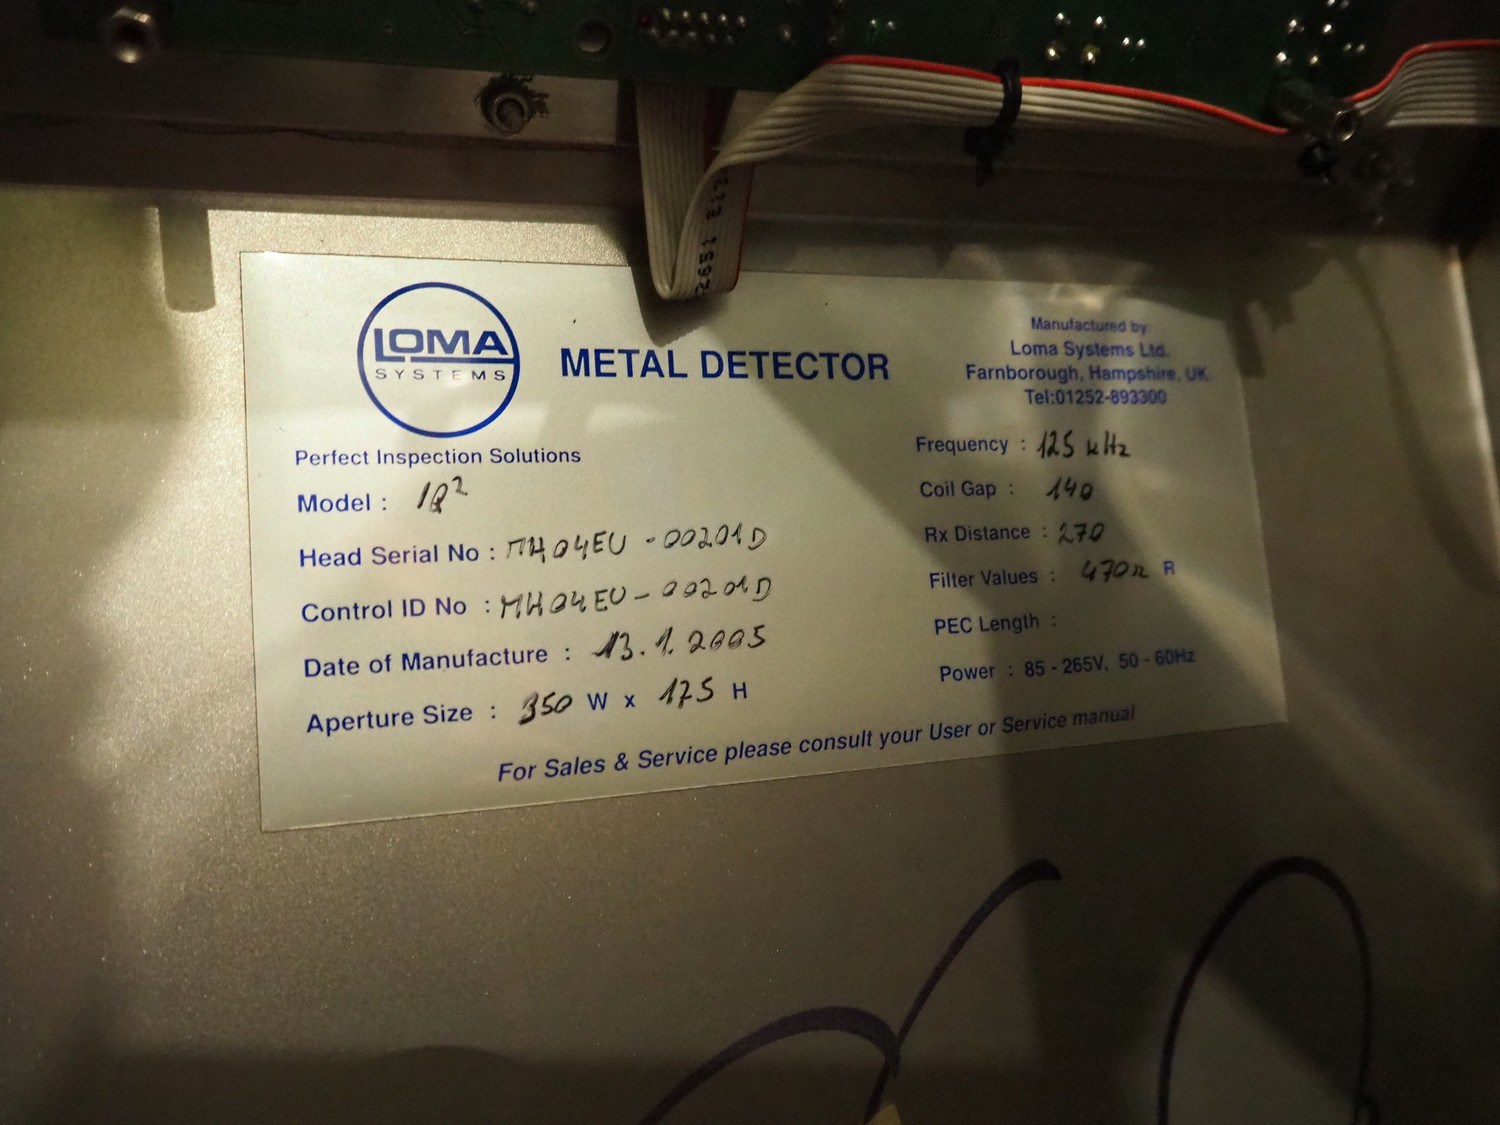 LOMA
SYSTEMS
METAL DETECTOR
Manufactured by:
Loma Systems Ltd.
Farnborough, Hampshire, UK
Tel:01252-893300
Perfect Inspection Solutions
Model : IQ²
Head Serial No : MH04EU - 00201D
Control ID No : MH04EU - 00201D
Date of Manufacture : 13.1.2005
Aperture Size : 350 W x 175 H
Frequency : 125 kHz
Coil Gap : 140
Rx Distance : 270
Filter Values : 470Ω R
PEC Length :
Power : 85 - 265V, 50 - 60Hz
For Sales & Service please consult your User or Service manual